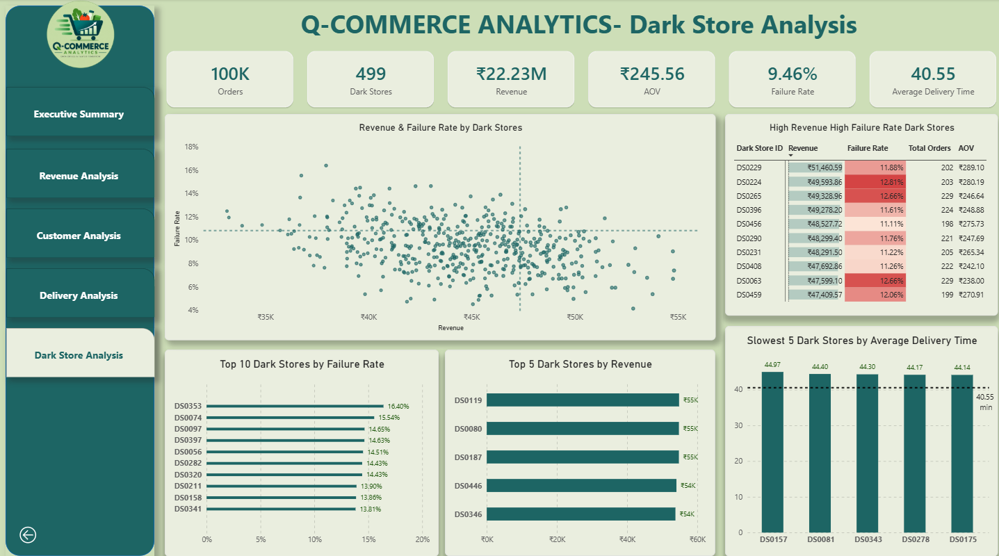 Q-COMMERCE
ANALYTICS
Q-COMMERCE ANALYTICS- Dark Store Analysis
Executive Summary
Revenue Analysis
Customer Analysis
Delivery Analysis
Dark Store Analysis
100K
Orders
499
Dark Stores
₹22.23M
Revenue
₹245.56
AOV
9.46%
Failure Rate
40.55
Average Delivery Time
Revenue & Failure Rate by Dark Stores
Failure Rate
18%
16%
14%
12%
10%
8%
6%
4%
₹35K ₹40K ₹45K ₹50K ₹55K
Revenue
High Revenue High Failure Rate Dark Stores
Dark Store ID Revenue Failure Rate Total Orders AOV
DS0229 ₹51,460.59 11.88% 202 ₹289.10
DS0224 ₹49,593.86 12.81% 203 ₹280.19
DS0265 ₹49,328.96 12.66% 229 ₹246.64
DS0396 ₹49,278.20 11.61% 224 ₹248.88
DS0456 ₹48,527.72 11.11% 198 ₹275.73
DS0290 ₹48,299.40 11.76% 221 ₹247.69
DS0231 ₹48,291.50 11.22% 205 ₹265.34
DS0408 ₹47,692.86 11.26% 222 ₹242.10
DS0063 ₹47,599.10 12.66% 229 ₹238.00
DS0459 ₹47,409.57 12.06% 199 ₹270.91
Top 10 Dark Stores by Failure Rate
DS0353 16.40%
DS0074 15.54%
DS0097 14.65%
DS0397 14.63%
DS0056 14.51%
DS0282 14.43%
DS0320 14.43%
DS0211 13.90%
DS0158 13.86%
DS0341 13.81%
0% 5% 10% 15% 20%
Top 5 Dark Stores by Revenue
DS0119 ₹55K
DS0080 ₹55K
DS0187 ₹55K
DS0446 ₹54K
DS0346 ₹54K
₹0K ₹20K ₹40K ₹60K
Slowest 5 Dark Stores by Average Delivery Time
44.97 44.40 44.30 44.17 44.14
40
30
20
10
0
40.55
min
DS0157 DS0081 DS0343 DS0278 DS0175